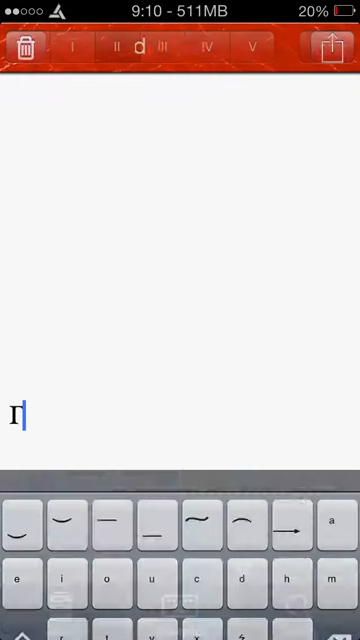 9:10 - 511MB 20%
I II d III IV V
Γ
a
e i o u c d h m
r t v x